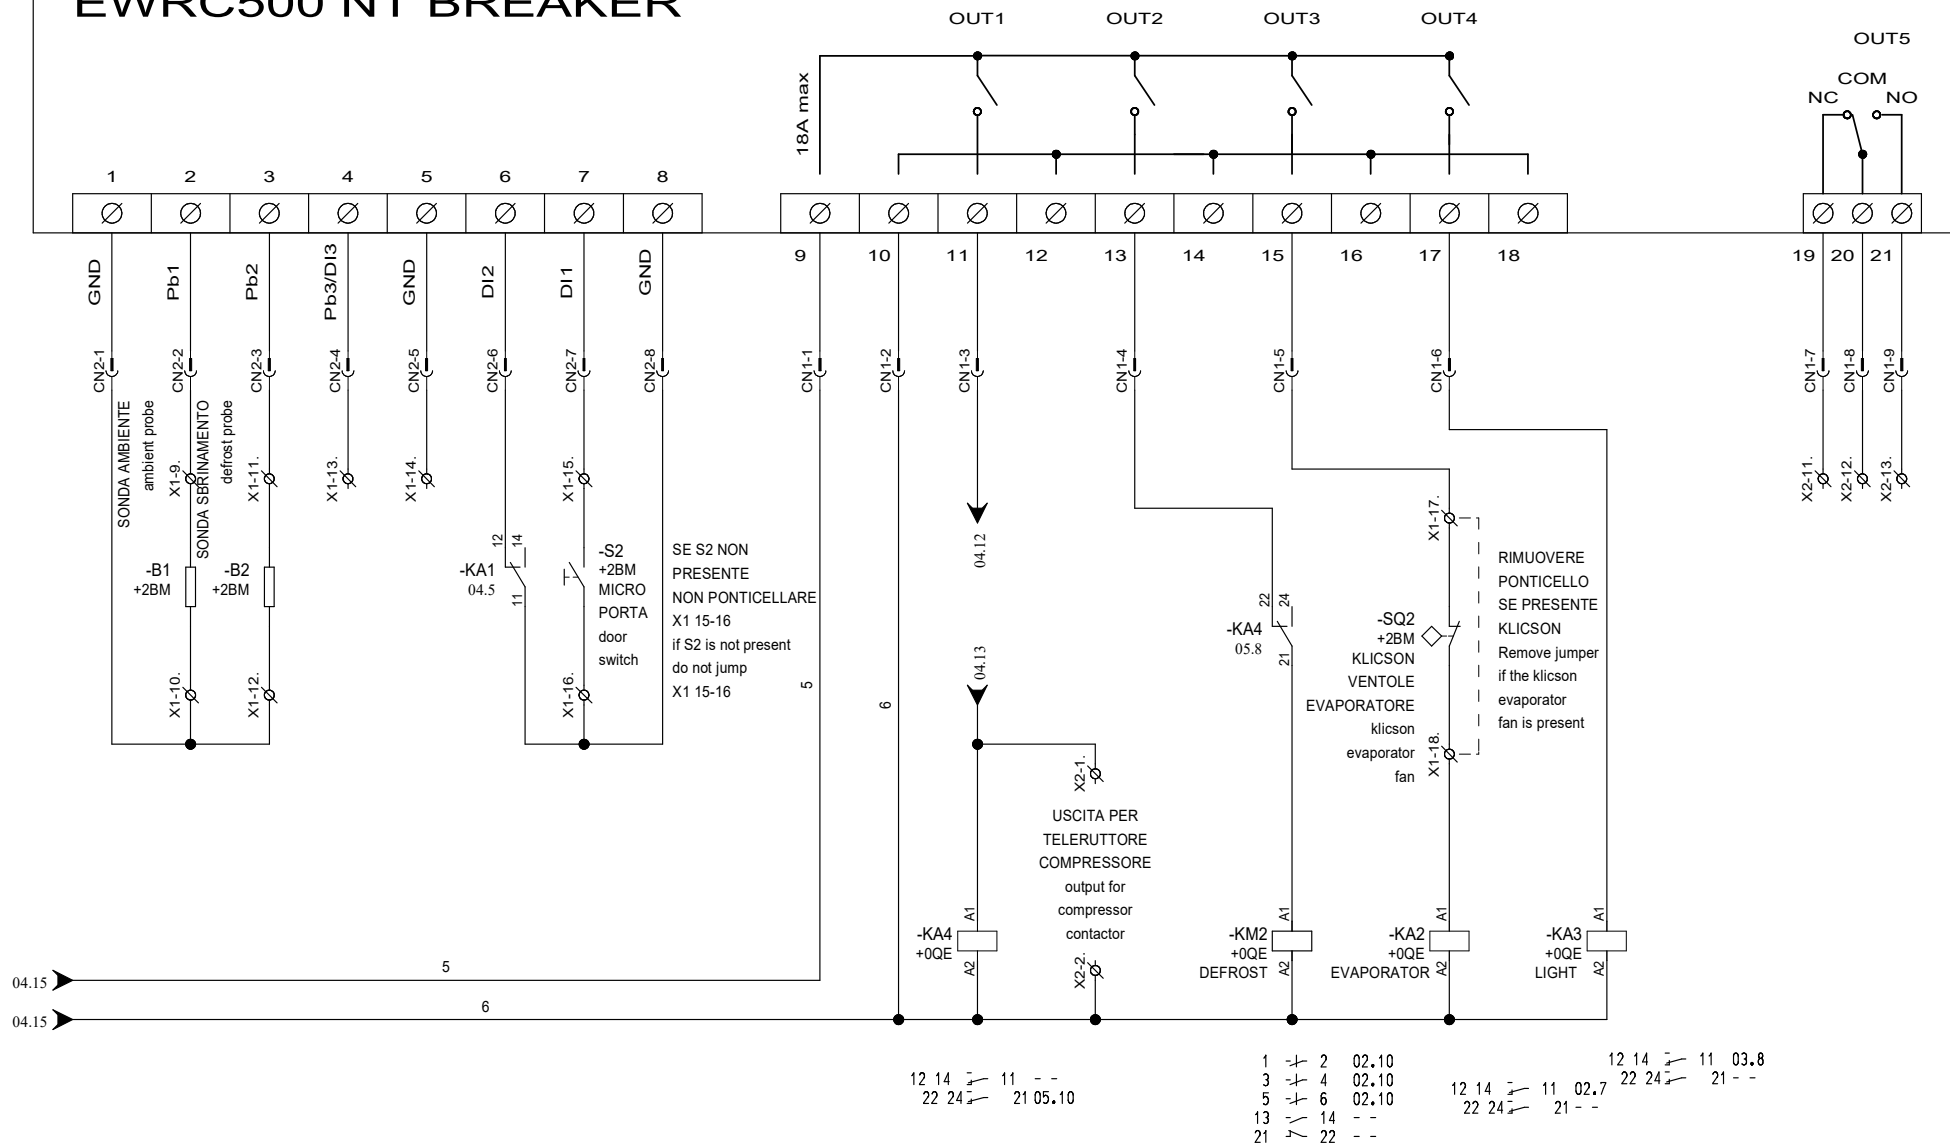 EWRC500 NT BREAKER
OUT1 OUT2 OUT3 OUT4
OUT5
COM
NC NO
18A max
1 2 3 4 5 6 7 8
9 10 11 12 13 14 15 16 17 18 19 20 21
GND Pb1 Pb2 Pb3/DI3 GND DI2 DI1 GND
CN2-1 CN2-2 CN2-3 CN2-4 CN2-5 CN2-6 CN2-7 CN2-8 CN1-1 CN1-2 CN1-3 CN1-4 CN1-5 CN1-6 CN1-7 CN1-8 CN1-9
SONDA AMBIENTE
ambient probe
SONDA SBRINAMENTO
defrost probe
X1-9. X1-11. X1-13. X1-14. X1-15. X2-11. X2-12. X2-13.
X1-17.
04.12
-B1
+2BM
-B2
+2BM
12 14
-KA1
04.5
11
-S2
+2BM
MICRO
PORTA
door
switch
SE S2 NON
PRESENTE
NON PONTICELLARE
X1 15-16
if S2 is not present
do not jump
X1 15-16
X1-10. X1-12. X1-16.
5
6
04.13
22 24
-KA4
05.8
21
-SQ2
+2BM
KLICSON
VENTOLE
EVAPORATORE
klicson
evaporator
fan
X1-18.
RIMUOVERE
PONTICELLO
SE PRESENTE
KLICSON
Remove jumper
if the klicson
evaporator
fan is present
X2-1.
USCITA PER
TELERUTTORE
COMPRESSORE
output for
compressor
contactor
X2-2.
A1
-KA4
+0QE
A2
A1
-KM2
+0QE
DEFROST
A2
A1
-KA2
+0QE
EVAPORATOR
A2
A1
-KA3
+0QE
LIGHT
A2
04.15 5
04.15 6
12 14 11 - -
22 24 21 05.10
1 2 02.10
3 4 02.10
5 6 02.10
13 14 - -
21 22 - -
12 14 11 02.7
22 24 21 - -
12 14 11 03.8
22 24 21 - -